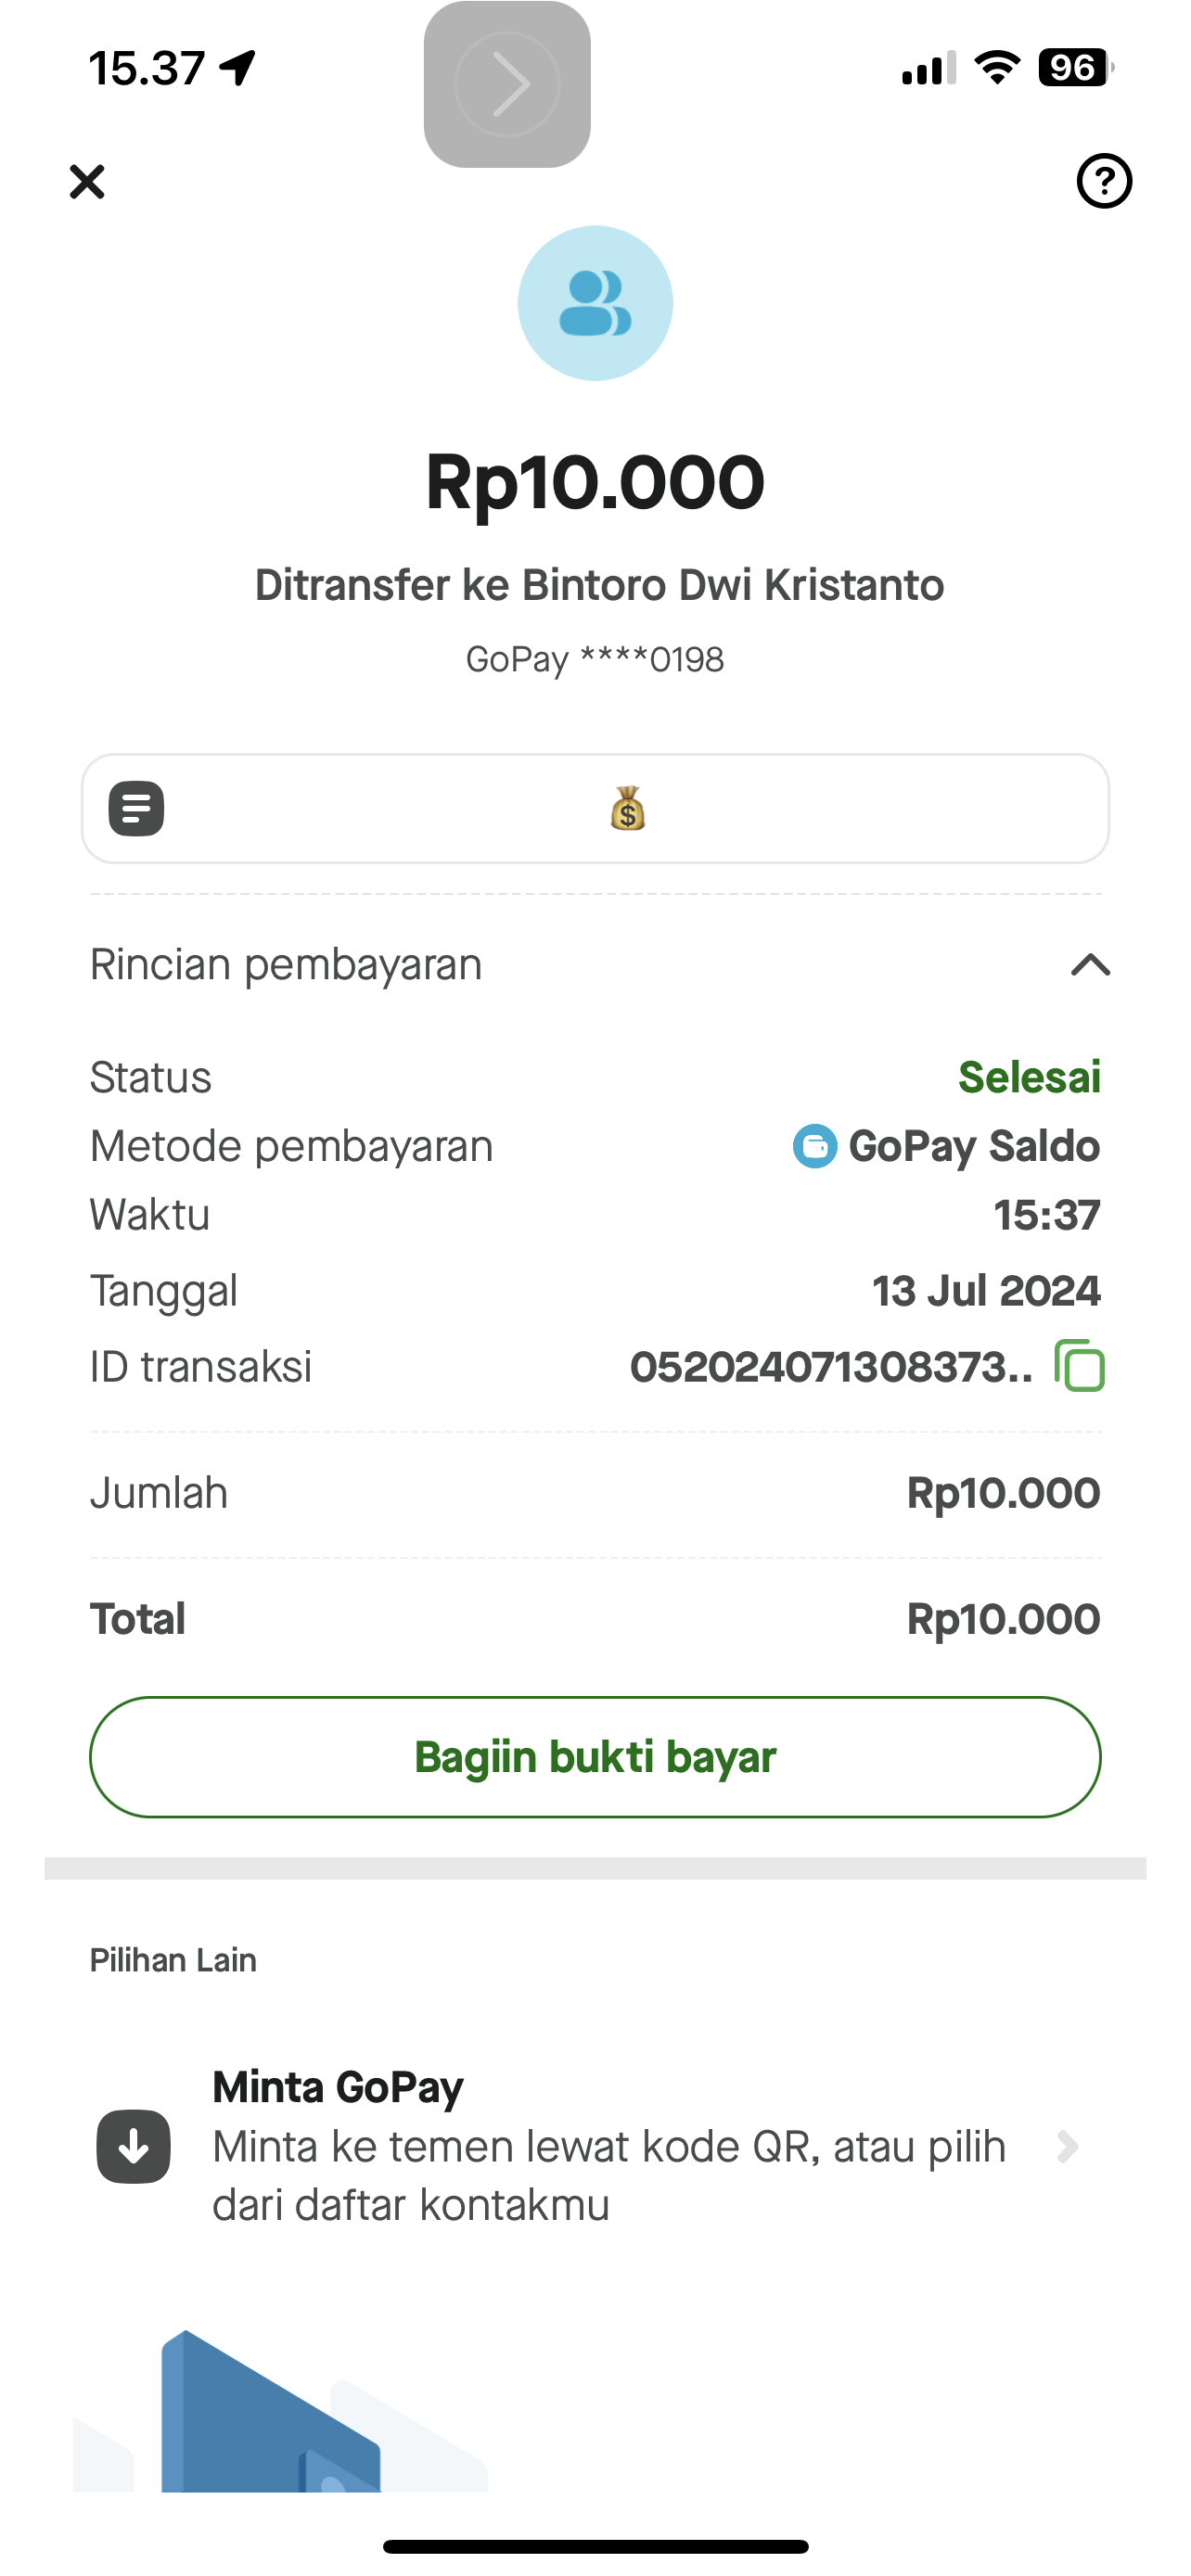 15.37
96
Rp10.000
Ditransfer ke Bintoro Dwi Kristanto
GoPay ****0198
Rincian pembayaran
Status Selesai
Metode pembayaran GoPay Saldo
Waktu 15:37
Tanggal 13 Jul 2024
ID transaksi 052024071308373..
Jumlah Rp10.000
Total Rp10.000
Bagiin bukti bayar
Pilihan Lain
Minta GoPay
Minta ke temen lewat kode QR, atau pilih
dari daftar kontakmu